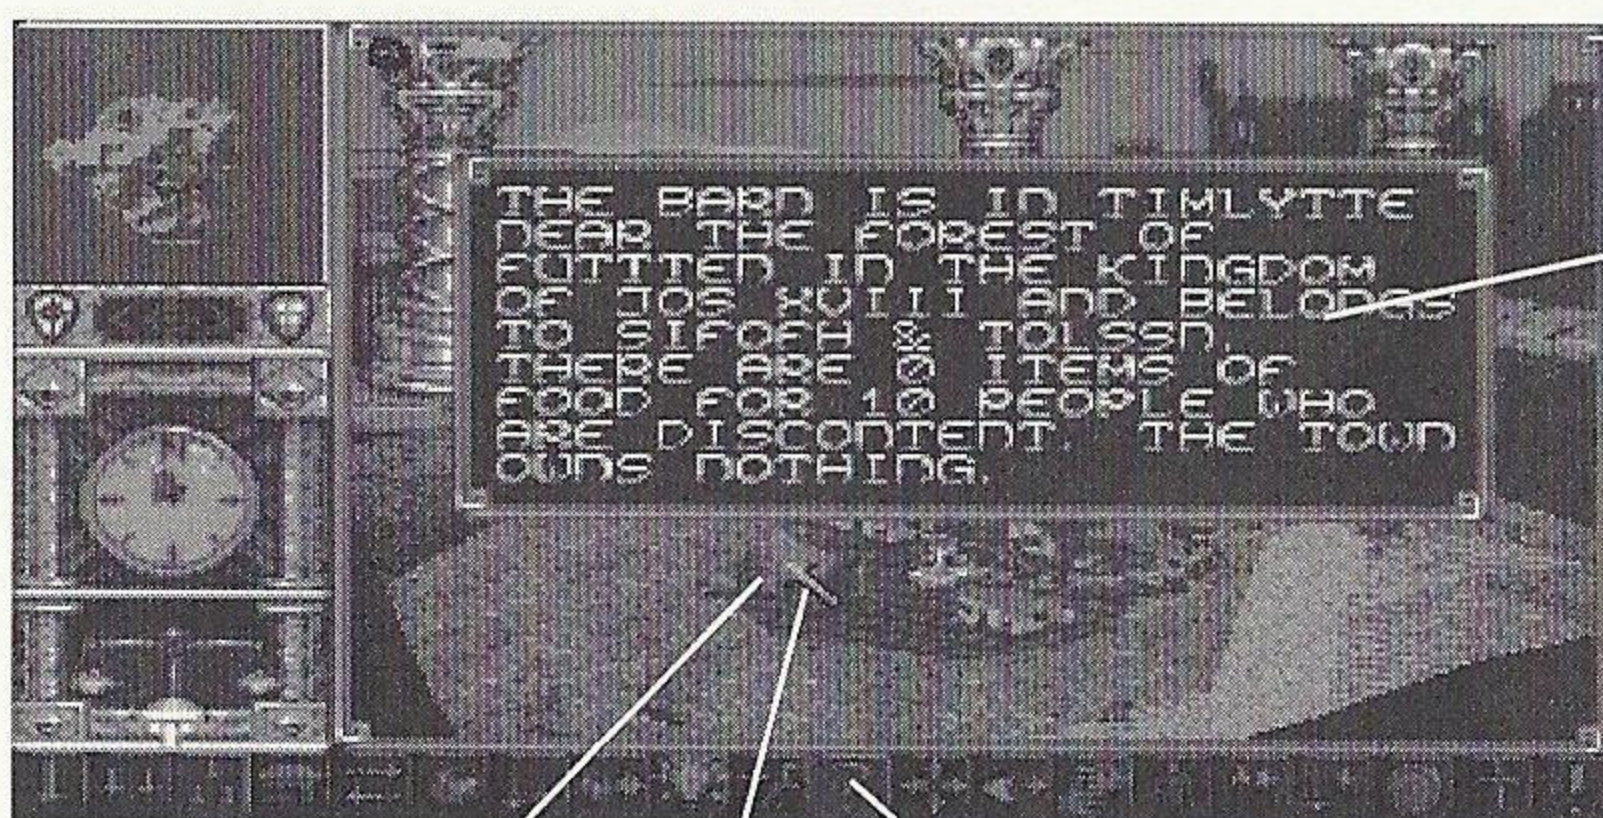 THE BARN IS IN TIMLYTTE
NEAR THE FOREST OF
FUTTTEN IN THE KINGDOM
OF JOS XVIII AND BELONGS
TO SIFOFH & TOLSSN.
THERE ARE 0 ITEMS OF
FOOD FOR 10 PEOPLE WHO
ARE DISCONTENT. THE TOWN
OWNS NOTHING.